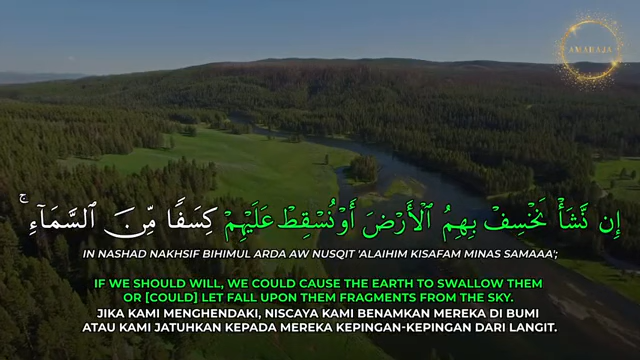 AMABAJA
إِن نَّشَأْ نَخْسِفْ بِهِمُ ٱلْأَرْضَ أَوْ نُسْقِطْ عَلَيْهِمْ كِسَفًا مِّنَ ٱلسَّمَآءِ ۚ
IN NASHAD NAKHSIF BIHIMUL ARDA AW NUSQIT 'ALAIHIM KISAFAM MINAS SAMAAA';
IF WE SHOULD WILL, WE COULD CAUSE THE EARTH TO SWALLOW THEM
OR [COULD] LET FALL UPON THEM FRAGMENTS FROM THE SKY.
JIKA KAMI MENGHENDAKI, NISCAYA KAMI BENAMKAN MEREKA DI BUMI
ATAU KAMI JATUHKAN KEPADA MEREKA KEPINGAN-KEPINGAN DARI LANGIT.